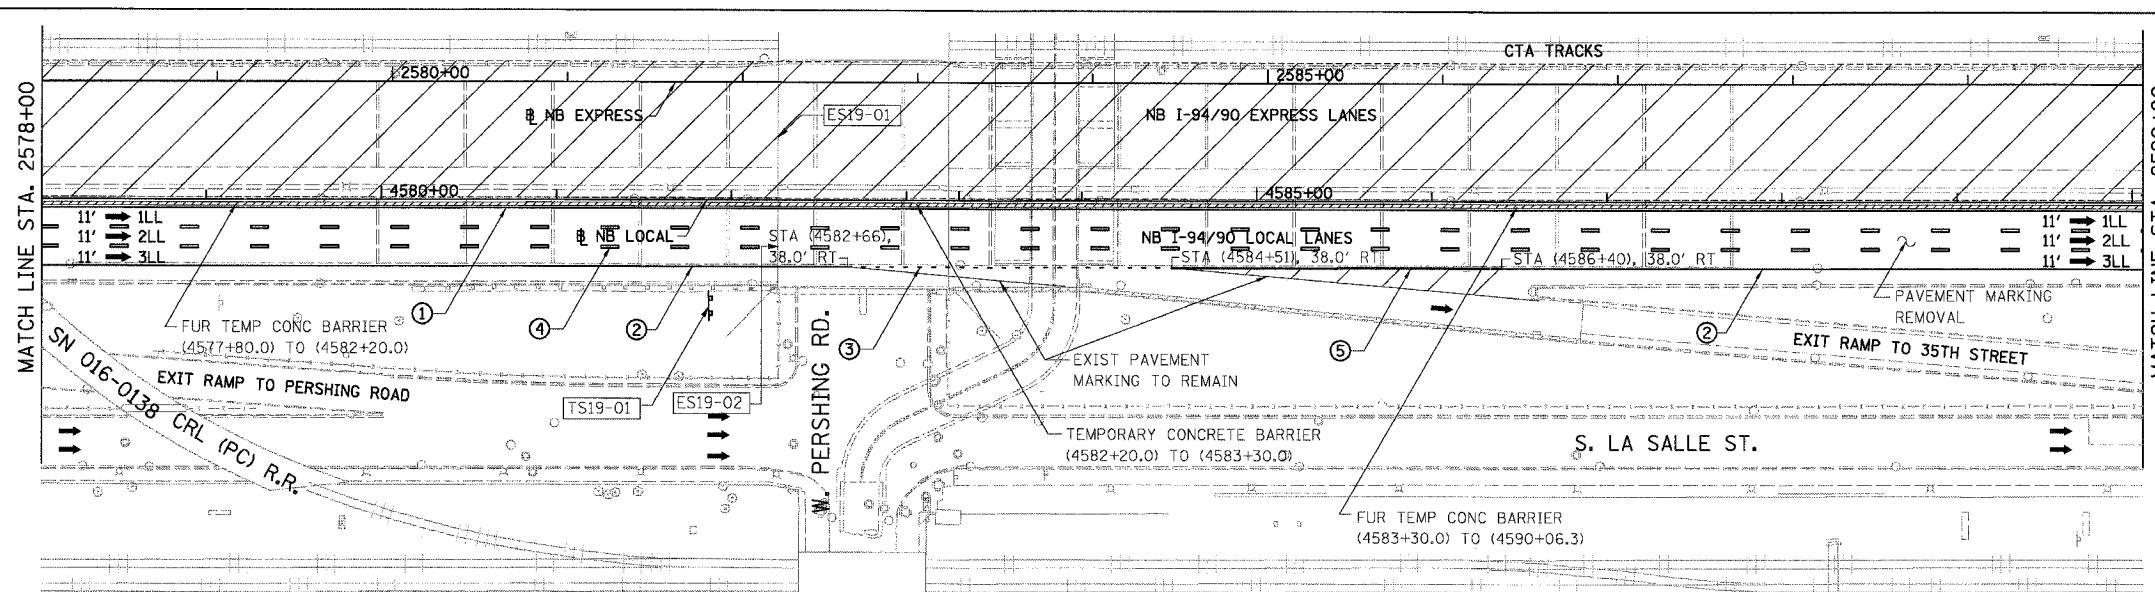 CTA TRACKS
2580+00
2585+00
MATCH LINE STA. 2578+00
℄ NB EXPRESS
ES19-01
NB I-94/90 EXPRESS LANES
4580+00
4585+00
11' 1LL
11' 2LL
11' 3LL
℄ NB LOCAL
STA (4582+66),
38.0' RT
NB I-94/90 LOCAL LANES
STA (4584+51), 38.0' RT
STA (4586+40), 38.0' RT
11' 1LL
11' 2LL
11' 3LL
MATCH LINE STA.
FUR TEMP CONC BARRIER
(4577+80.0) TO (4582+20.0)
1
4
2
3
5
2
PAVEMENT MARKING
REMOVAL
EXIST PAVEMENT
MARKING TO REMAIN
EXIT RAMP TO 35TH STREET
SN 016-0138 CRL (PC) R.R.
EXIT RAMP TO PERSHING ROAD
TS19-01
ES19-02
W. PERSHING RD.
TEMPORARY CONCRETE BARRIER
(4582+20.0) TO (4583+30.0)
S. LA SALLE ST.
FUR TEMP CONC BARRIER
(4583+30.0) TO (4590+06.3)